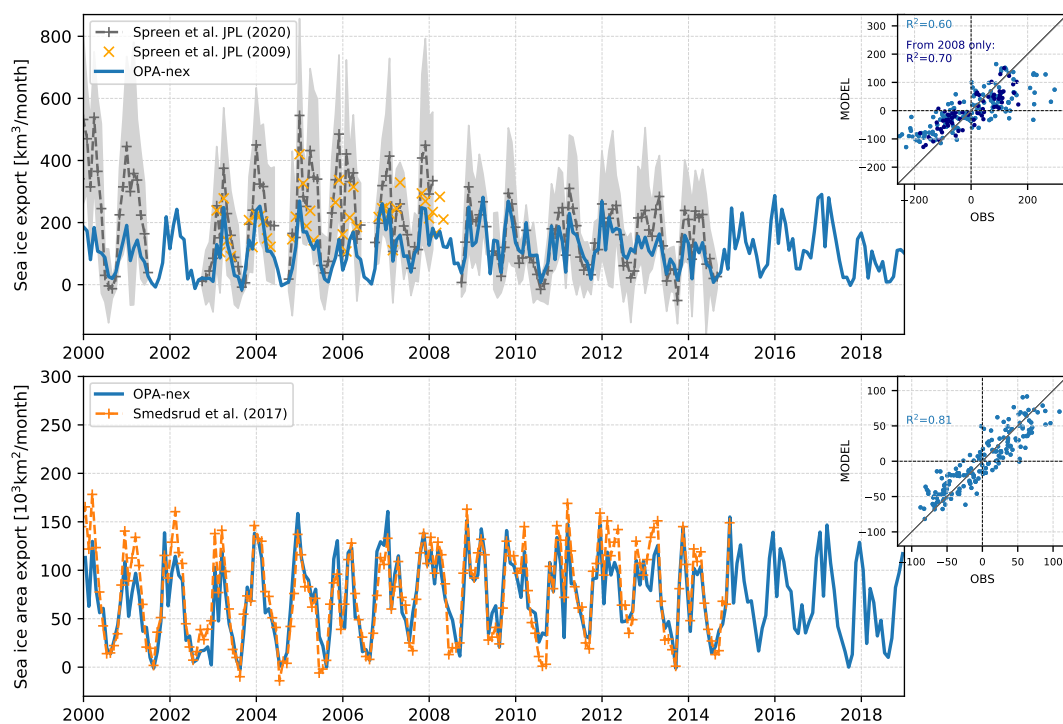 Sea ice export [km³/month]
800
600
400
200
0
Spreen et al. JPL (2020)
Spreen et al. JPL (2009)
OPA-nex
2000 2002 2004 2006 2008 2010 2012 2014 2016 2018
R²=0.60
From 2008 only:
R²=0.70
MODEL
300
200
100
0
−100
−200
−200 0 200
OBS
Sea ice area export [10³km²/month]
300
250
200
150
100
50
0
OPA-nex
Smedsrud et al. (2017)
2000 2002 2004 2006 2008 2010 2012 2014 2016 2018
R²=0.81
MODEL
100
50
0
−50
−100
−100 −50 0 50 100
OBS